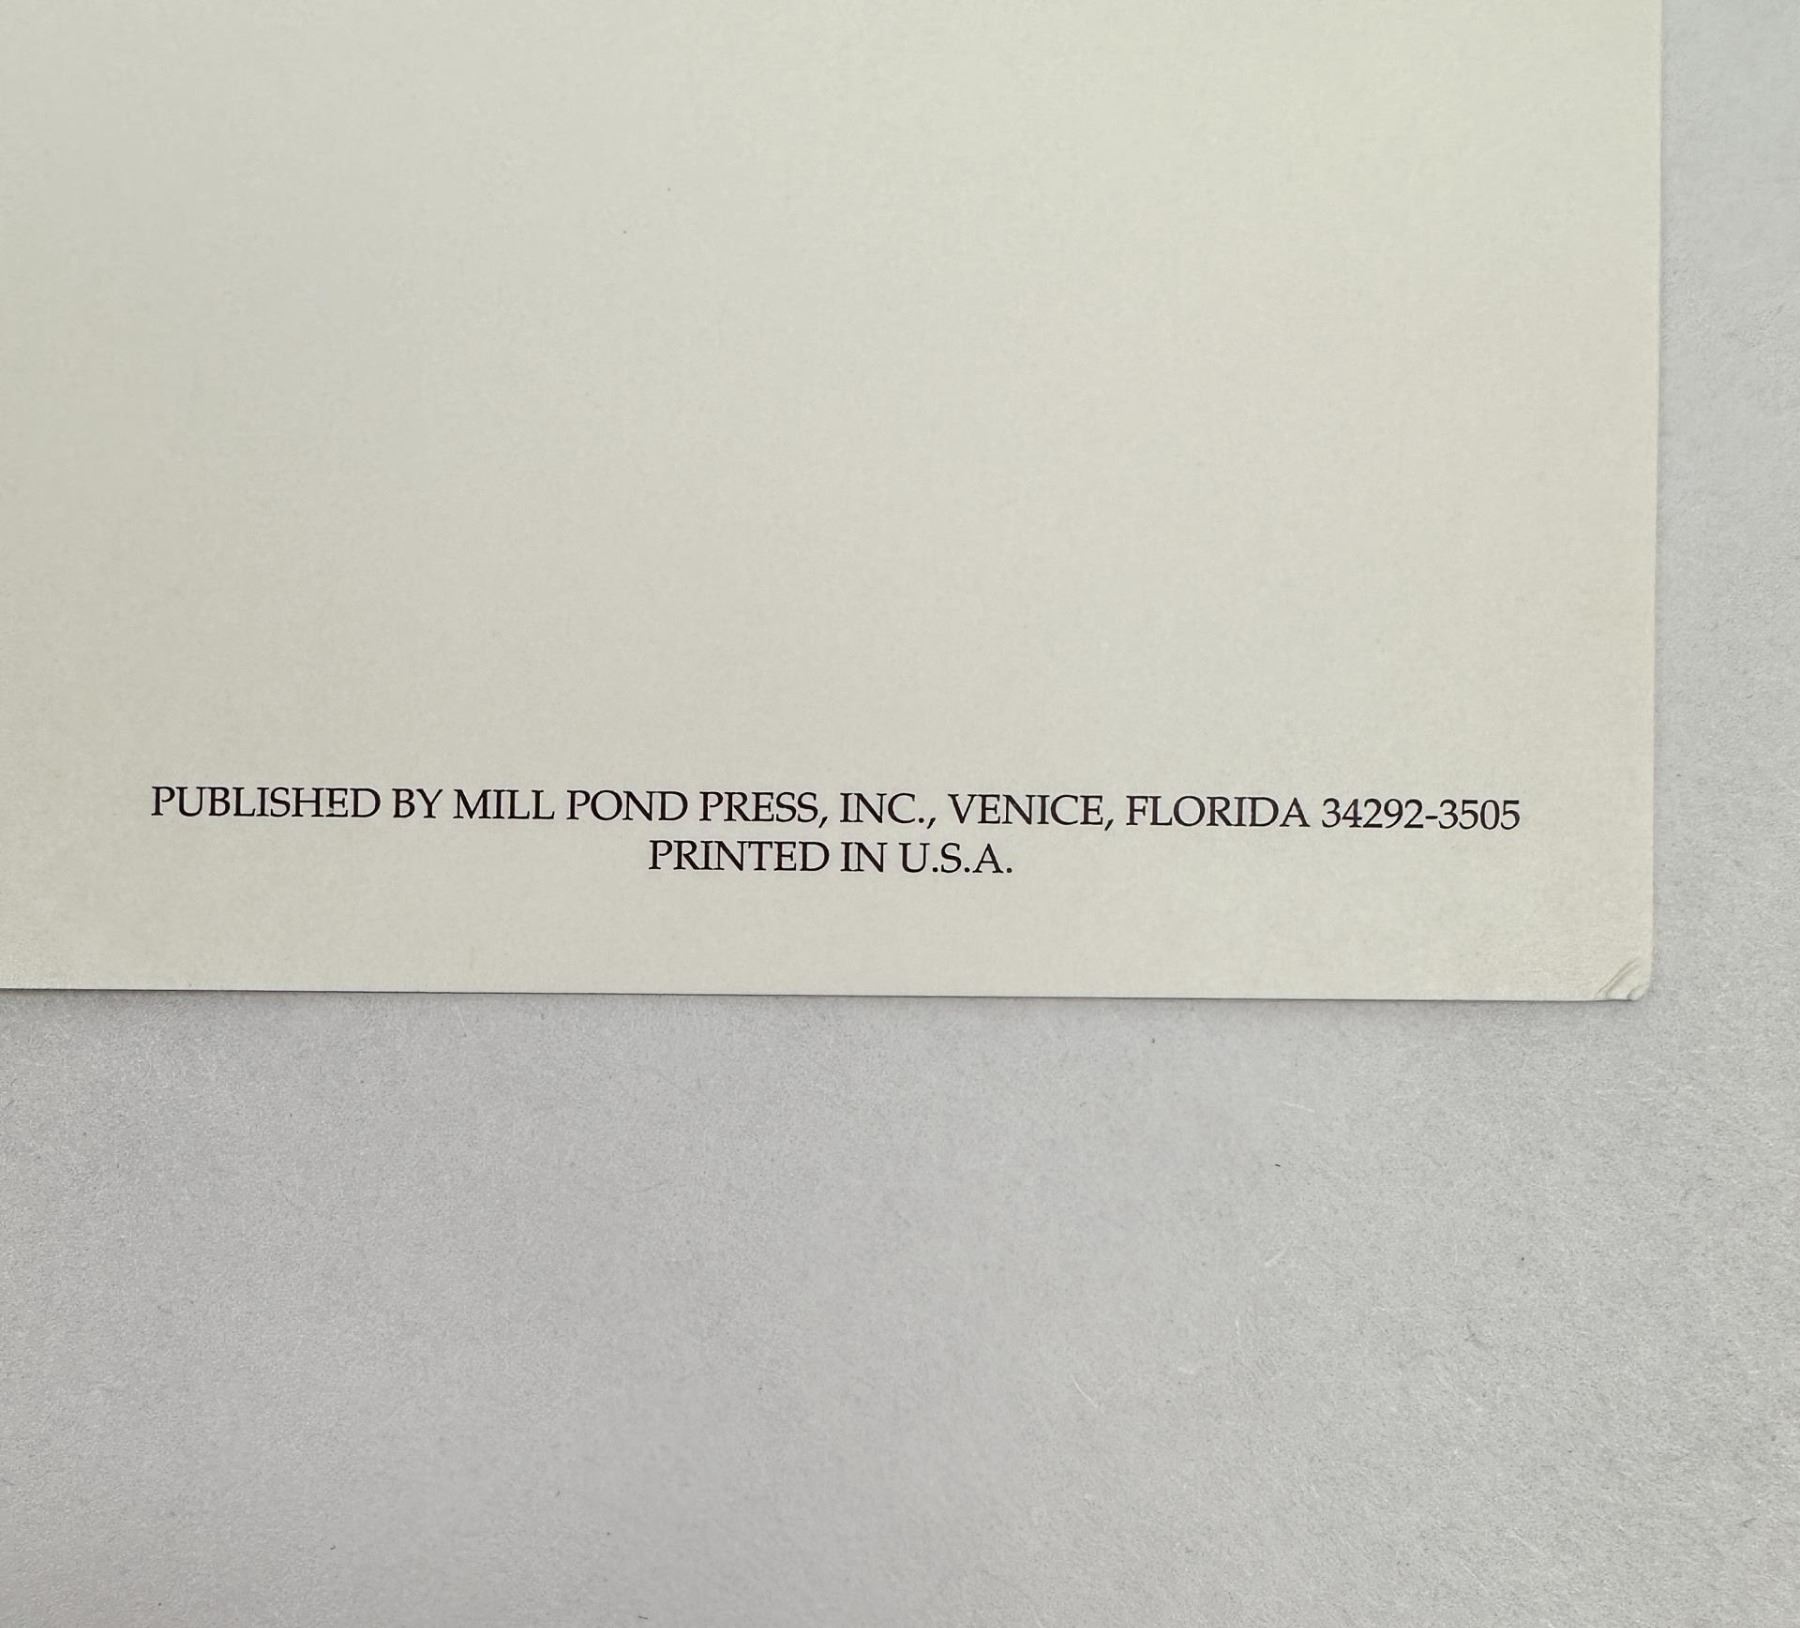 PUBLISHED BY MILL POND PRESS, INC., VENICE, FLORIDA 34292-3505
PRINTED IN U.S.A.